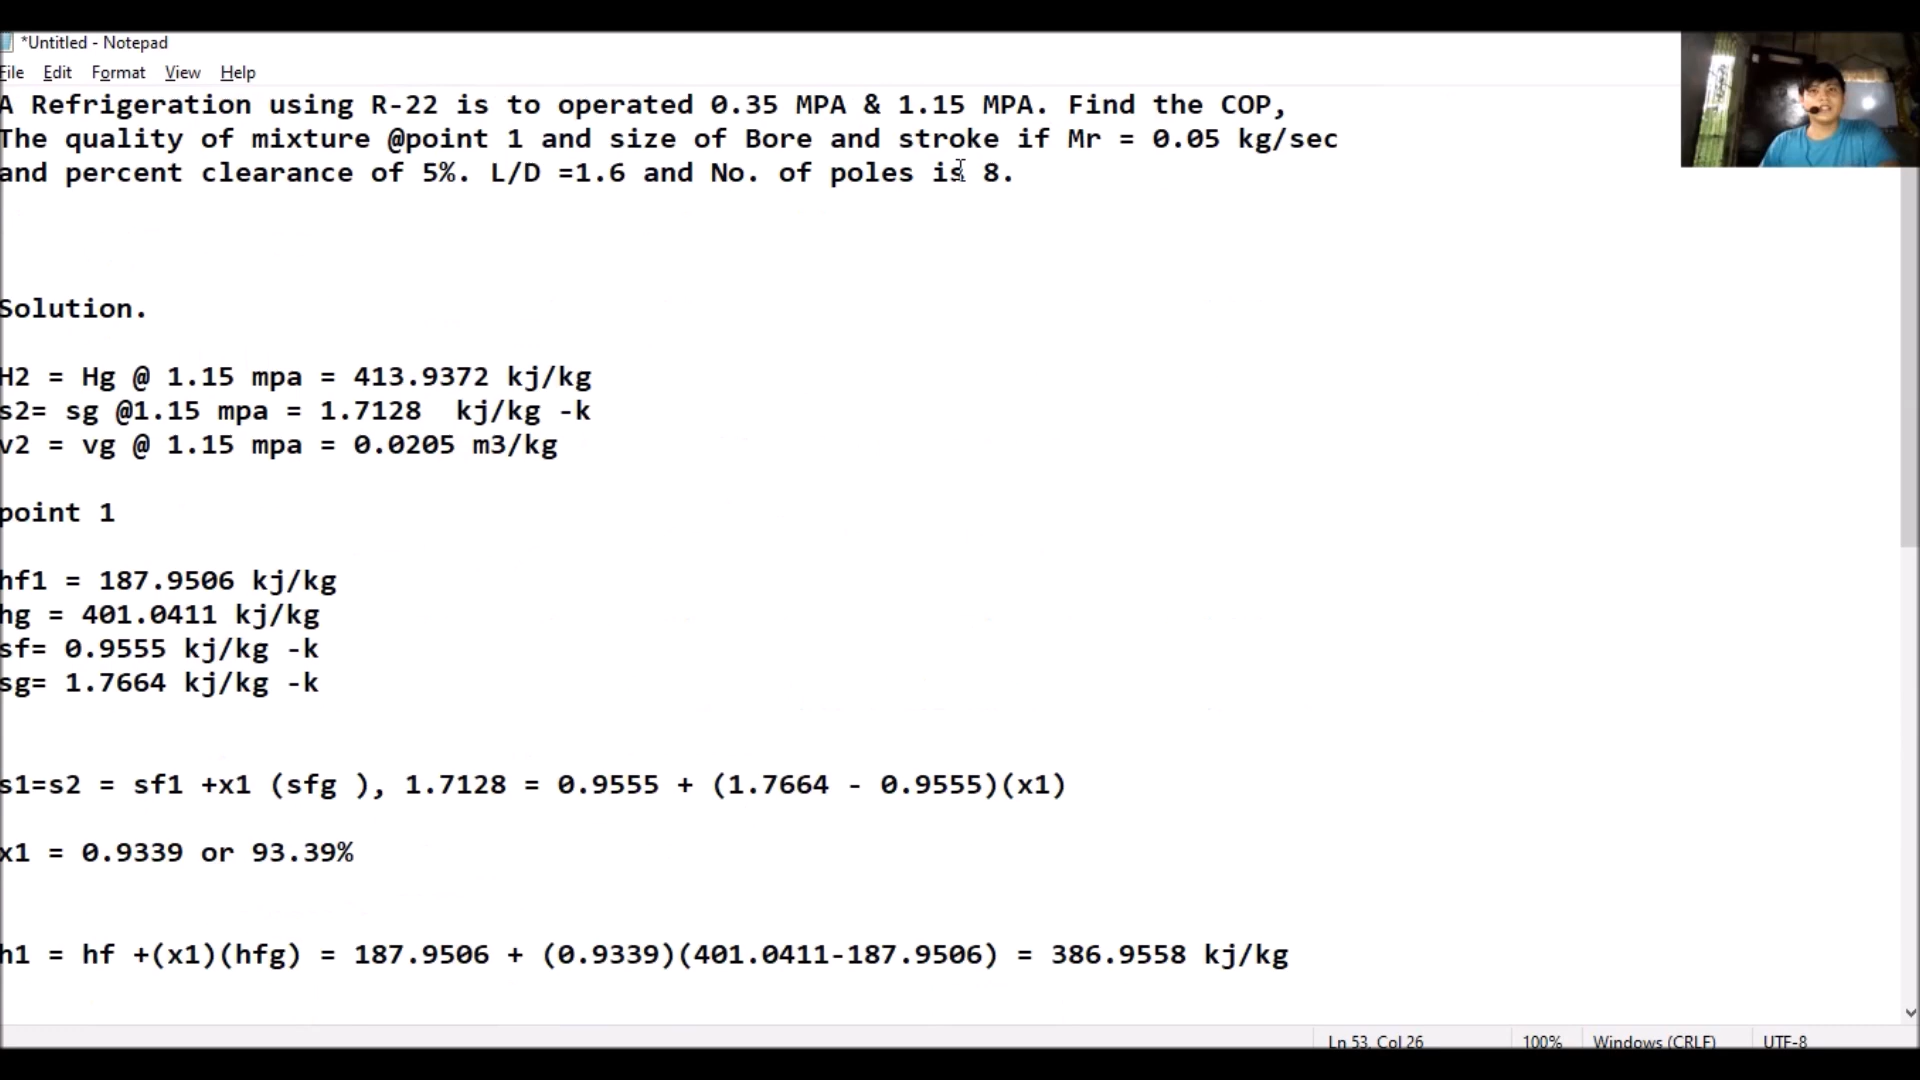 *Untitled - Notepad
File Edit Format View Help
A Refrigeration using R-22 is to operated 0.35 MPA & 1.15 MPA. Find the COP,
The quality of mixture @point 1 and size of Bore and stroke if Mr = 0.05 kg/sec
and percent clearance of 5%. L/D =1.6 and No. of poles is 8.
Solution.
H2 = Hg @ 1.15 mpa = 413.9372 kj/kg
s2= sg @1.15 mpa = 1.7128  kj/kg -k
v2 = vg @ 1.15 mpa = 0.0205 m3/kg
point 1
hf1 = 187.9506 kj/kg
hg = 401.0411 kj/kg
sf= 0.9555 kj/kg -k
sg= 1.7664 kj/kg -k
s1=s2 = sf1 +x1 (sfg ), 1.7128 = 0.9555 + (1.7664 - 0.9555)(x1)
x1 = 0.9339 or 93.39%
h1 = hf +(x1)(hfg) = 187.9506 + (0.9339)(401.0411-187.9506) = 386.9558 kj/kg
Ln 53, Col 26 100% Windows (CRLF) UTF-8